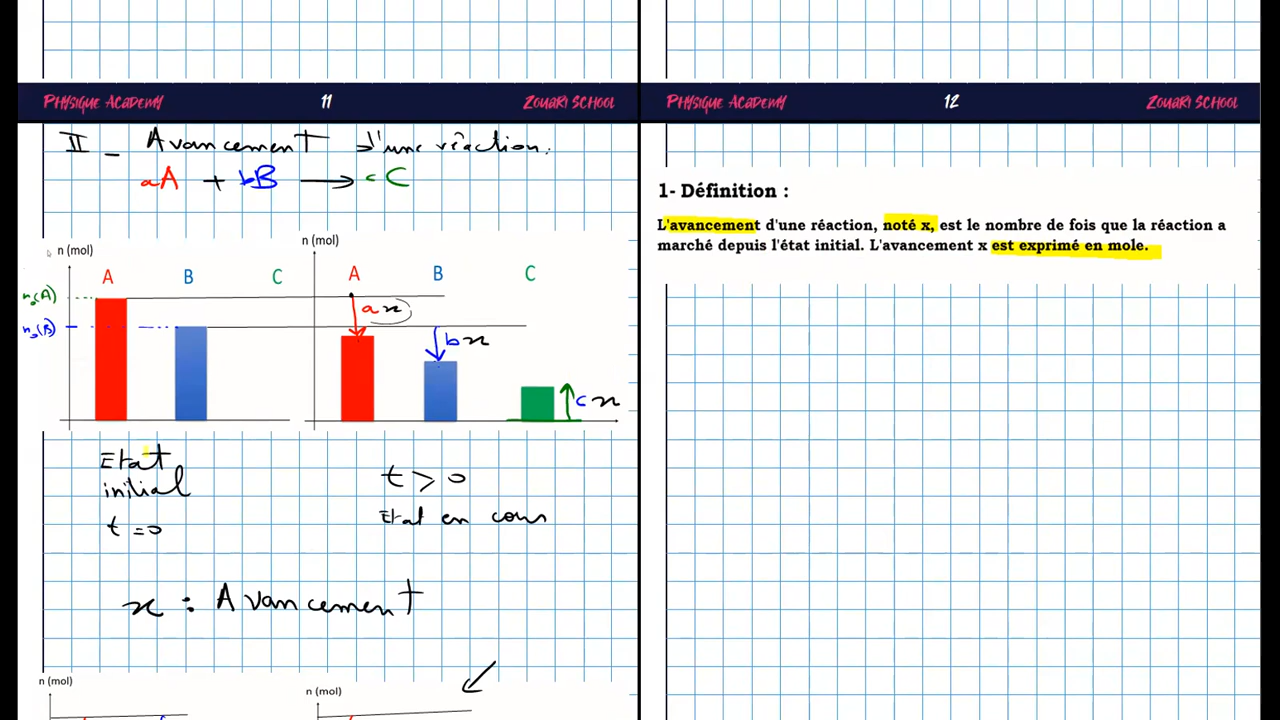 PHYSIQUE ACADEMY 11 ZOUARI SCHOOL
II - Avancement d'une réaction:
aA + bB → cC
n (mol)
A B C
n₀(A)
n₀(B)
n (mol)
A B C
ax
bx
cx
Etat
initial
t = 0
t > 0
Etat en cours
x : Avancement
n (mol)
n (mol)
PHYSIQUE ACADEMY 12 ZOUARI SCHOOL
1- Définition :
L'avancement d'une réaction, noté x, est le nombre de fois que la réaction a
marché depuis l'état initial. L'avancement x est exprimé en mole.